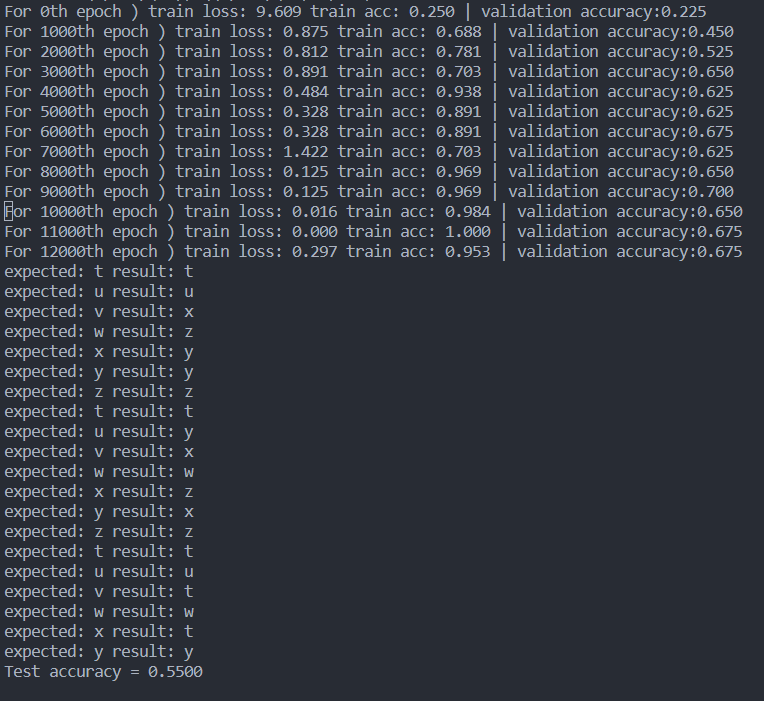 For 0th epoch ) train loss: 9.609 train acc: 0.250 | validation accuracy:0.225
For 1000th epoch ) train loss: 0.875 train acc: 0.688 | validation accuracy:0.450
For 2000th epoch ) train loss: 0.812 train acc: 0.781 | validation accuracy:0.525
For 3000th epoch ) train loss: 0.891 train acc: 0.703 | validation accuracy:0.650
For 4000th epoch ) train loss: 0.484 train acc: 0.938 | validation accuracy:0.625
For 5000th epoch ) train loss: 0.328 train acc: 0.891 | validation accuracy:0.625
For 6000th epoch ) train loss: 0.328 train acc: 0.891 | validation accuracy:0.675
For 7000th epoch ) train loss: 1.422 train acc: 0.703 | validation accuracy:0.625
For 8000th epoch ) train loss: 0.125 train acc: 0.969 | validation accuracy:0.650
For 9000th epoch ) train loss: 0.125 train acc: 0.969 | validation accuracy:0.700
For 10000th epoch ) train loss: 0.016 train acc: 0.984 | validation accuracy:0.650
For 11000th epoch ) train loss: 0.000 train acc: 1.000 | validation accuracy:0.675
For 12000th epoch ) train loss: 0.297 train acc: 0.953 | validation accuracy:0.675
expected: t result: t
expected: u result: u
expected: v result: x
expected: w result: z
expected: x result: y
expected: y result: y
expected: z result: z
expected: t result: t
expected: u result: y
expected: v result: x
expected: w result: w
expected: x result: z
expected: y result: x
expected: z result: z
expected: t result: t
expected: u result: u
expected: v result: t
expected: w result: w
expected: x result: t
expected: y result: y
Test accuracy = 0.5500